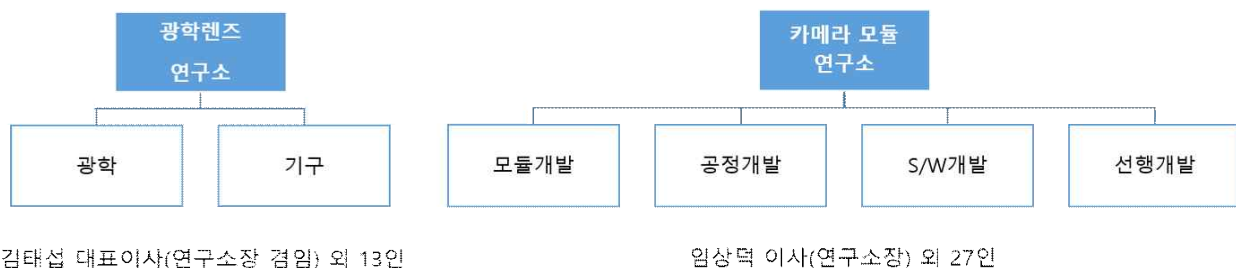 광학렌즈
연구소
카메라 모듈
연구소
광학
기구
모듈개발
공정개발
S/W개발
선행개발
김태섭 대표이사(연구소장 겸임) 외 13인
임상덕 이사(연구소장) 외 27인